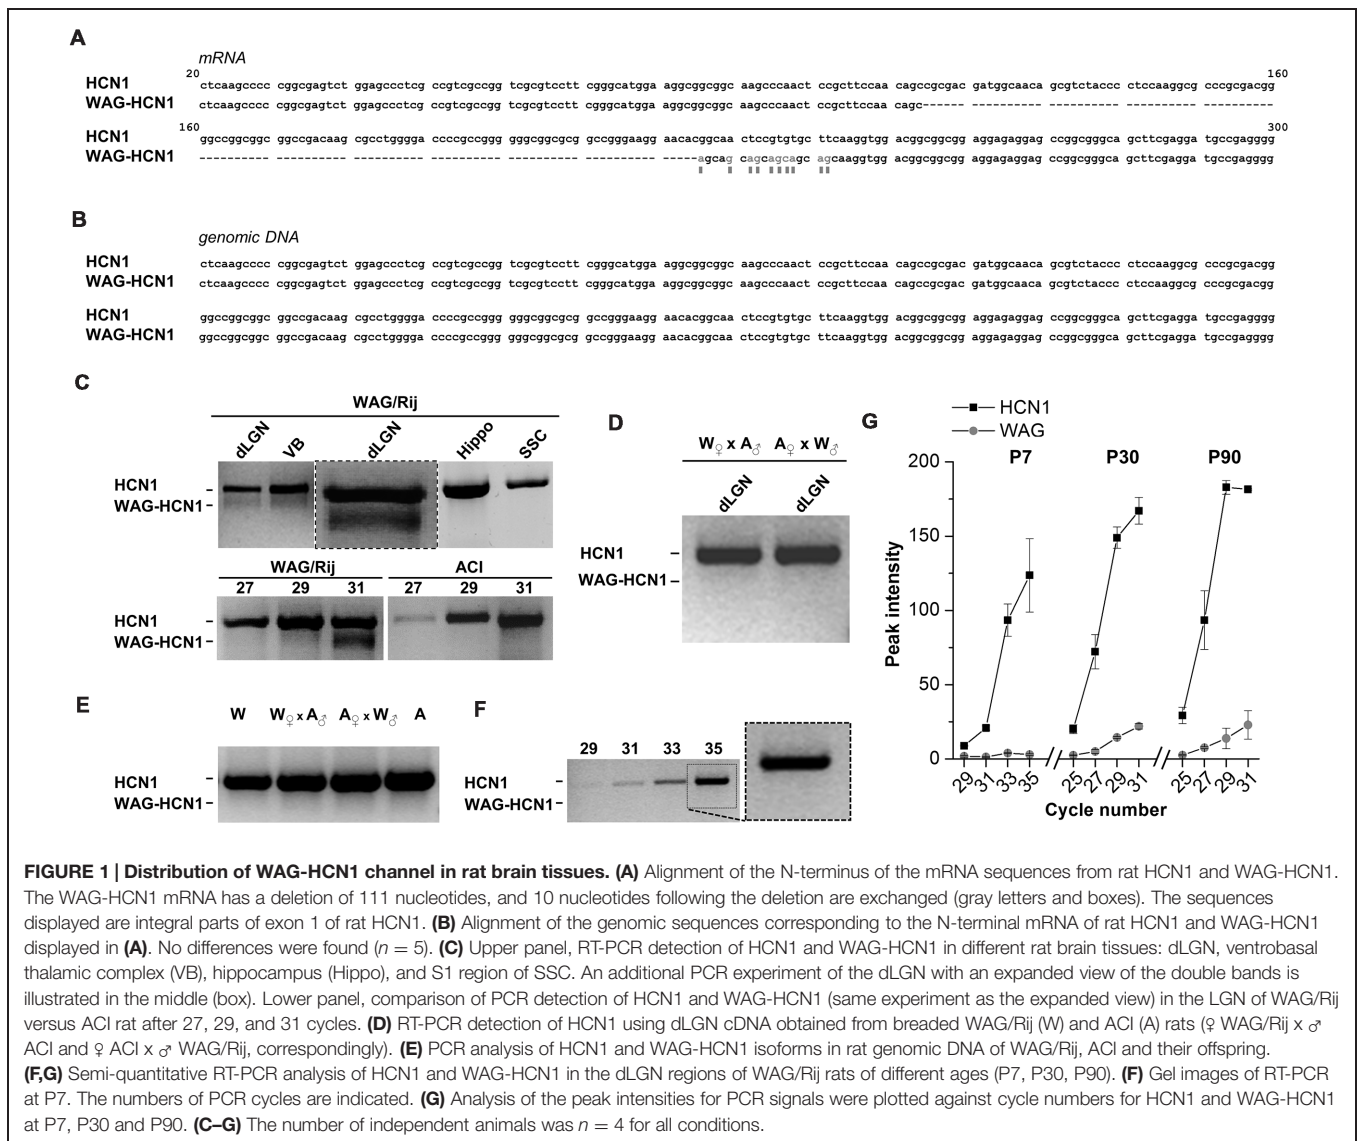 A
mRNA
20 160
HCN1 ctcaagcccc cggcgagtct ggagccctcg ccgtcgccgg tcgcgtcctt cgggcatgga aggcggcggc aagcccaact ccgcttccaa cagccgcgac gatggcaaca gcgtctaccc ctccaaggcg cccgcgacgg
WAG-HCN1 ctcaagcccc cggcgagtct ggagccctcg ccgtcgccgg tcgcgtcctt cgggcatgga aggcggcggc aagcccaact ccgcttccaa cagc------ ---------- ---------- ---------- ----------
160 300
HCN1 ggccggcggc ggccgacaag cgcctgggga ccccgccggg gggcggcgcg gccgggaagg aacacggcaa ctccgtgtgc ttcaaggtgg acggcggcgg aggagaggag ccggcgggca gcttcgagga tgccgagggg
WAG-HCN1 ---------- ---------- ---------- ---------- ---------- ---------- -----agcag cagcagcagc agcaaggtgg acggcggcgg aggagaggag ccggcgggca gcttcgagga tgccgagggg
B
genomic DNA
HCN1 ctcaagcccc cggcgagtct ggagccctcg ccgtcgccgg tcgcgtcctt cgggcatgga aggcggcggc aagcccaact ccgcttccaa cagccgcgac gatggcaaca gcgtctaccc ctccaaggcg cccgcgacgg
WAG-HCN1 ctcaagcccc cggcgagtct ggagccctcg ccgtcgccgg tcgcgtcctt cgggcatgga aggcggcggc aagcccaact ccgcttccaa cagccgcgac gatggcaaca gcgtctaccc ctccaaggcg cccgcgacgg
HCN1 ggccggcggc ggccgacaag cgcctgggga ccccgccggg gggcggcgcg gccgggaagg aacacggcaa ctccgtgtgc ttcaaggtgg acggcggcgg aggagaggag ccggcgggca gcttcgagga tgccgagggg
WAG-HCN1 ggccggcggc ggccgacaag cgcctgggga ccccgccggg gggcggcgcg gccgggaagg aacacggcaa ctccgtgtgc ttcaaggtgg acggcggcgg aggagaggag ccggcgggca gcttcgagga tgccgagggg
C
WAG/Rij
dLGN VB dLGN Hippo SSC
HCN1
WAG-HCN1
WAG/Rij ACI
27 29 31 27 29 31
HCN1
WAG-HCN1
D
W♀ x A♂ A♀ x W♂
dLGN dLGN
HCN1
WAG-HCN1
E
W W♀ x A♂ A♀ x W♂ A
HCN1
WAG-HCN1
F
29 31 33 35
HCN1
WAG-HCN1
G
HCN1
WAG
P7 P30 P90
200
150
100
50
0
Peak intensity
29 31 33 35 25 27 29 31 25 27 29 31
Cycle number
FIGURE 1 | Distribution of WAG-HCN1 channel in rat brain tissues. (A) Alignment of the N-terminus of the mRNA sequences from rat HCN1 and WAG-HCN1.
The WAG-HCN1 mRNA has a deletion of 111 nucleotides, and 10 nucleotides following the deletion are exchanged (gray letters and boxes). The sequences
displayed are integral parts of exon 1 of rat HCN1. (B) Alignment of the genomic sequences corresponding to the N-terminal mRNA of rat HCN1 and WAG-HCN1
displayed in (A). No differences were found (n = 5). (C) Upper panel, RT-PCR detection of HCN1 and WAG-HCN1 in different rat brain tissues: dLGN, ventrobasal
thalamic complex (VB), hippocampus (Hippo), and S1 region of SSC. An additional PCR experiment of the dLGN with an expanded view of the double bands is
illustrated in the middle (box). Lower panel, comparison of PCR detection of HCN1 and WAG-HCN1 (same experiment as the expanded view) in the LGN of WAG/Rij
versus ACI rat after 27, 29, and 31 cycles. (D) RT-PCR detection of HCN1 using dLGN cDNA obtained from breaded WAG/Rij (W) and ACI (A) rats (♀ WAG/Rij x ♂
ACI and ♀ ACI x ♂ WAG/Rij, correspondingly). (E) PCR analysis of HCN1 and WAG-HCN1 isoforms in rat genomic DNA of WAG/Rij, ACI and their offspring.
(F,G) Semi-quantitative RT-PCR analysis of HCN1 and WAG-HCN1 in the dLGN regions of WAG/Rij rats of different ages (P7, P30, P90). (F) Gel images of RT-PCR
at P7. The numbers of PCR cycles are indicated. (G) Analysis of the peak intensities for PCR signals were plotted against cycle numbers for HCN1 and WAG-HCN1
at P7, P30 and P90. (C–G) The number of independent animals was n = 4 for all conditions.